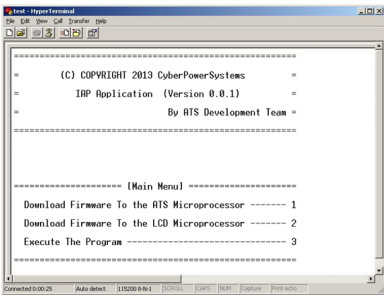 test - HyperTerminal
File Edit View Call Transfer Help
==========================================================
= (C) COPYRIGHT 2013 CyberPowerSystems =
= IAP Application (Version 0.0.1) =
= By ATS Development Team =
==========================================================
====================== [Main Menu] ======================
Download Firmware To the ATS Microprocessor ------- 1
Download Firmware To the LCD Microprocessor ------- 2
Execute The Program -------------------------------- 3
==========================================================
Connected 0:00:25 Auto detect 115200 8-N-1 SCROLL CAPS NUM Capture Print echo